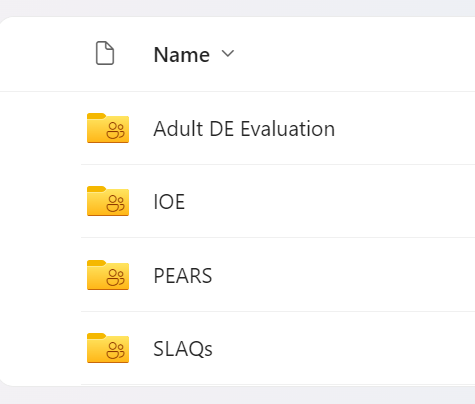 Name
Adult DE Evaluation
IOE
PEARS
SLAQs